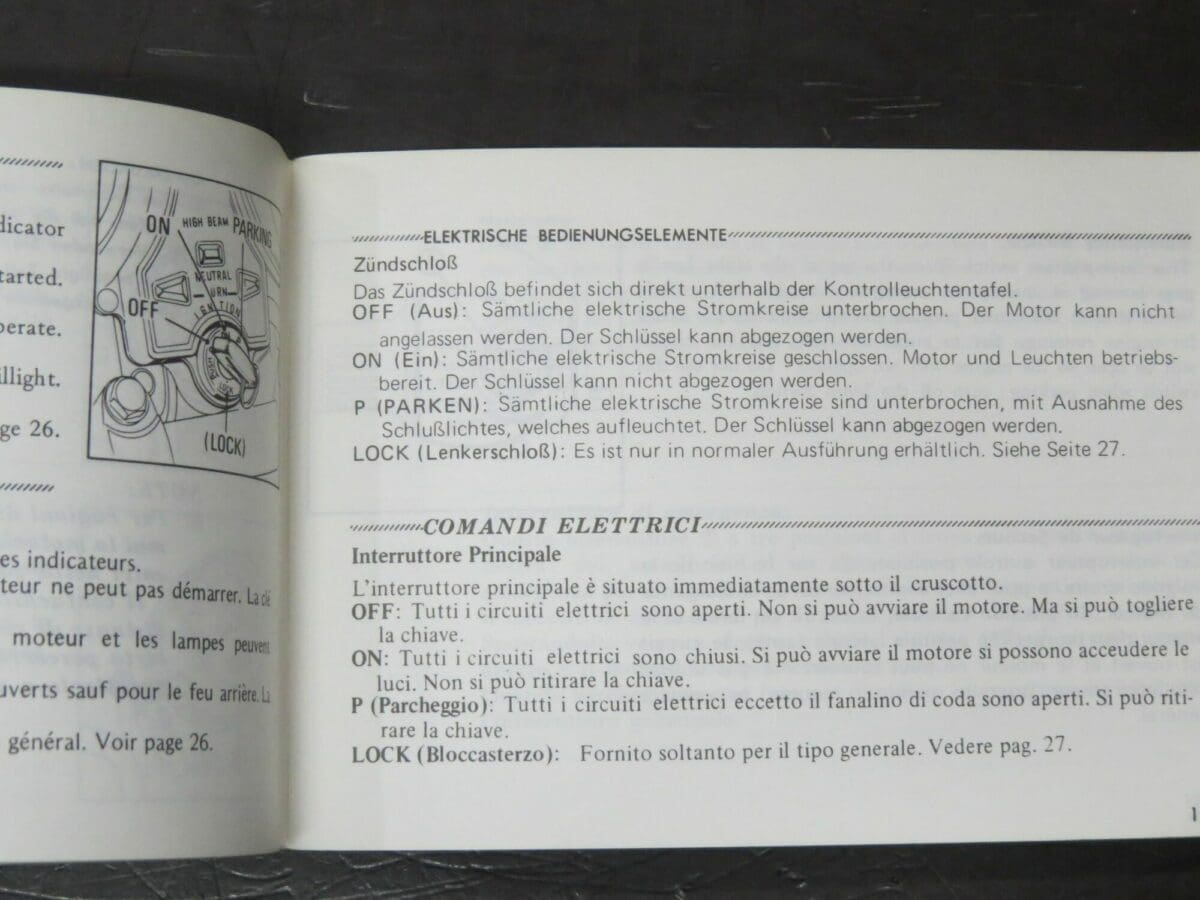 dicator
tarted.
perate.
illight.
ge 26.
ON HIGH BEAM PARKING
NEUTRAL
OFF
TURN
IGNITION
PUSH
LOCK
(LOCK)
es indicateurs.
teur ne peut pas démarrer. La clé
moteur et les lampes peuvent
uverts sauf pour le feu arrière. La
général. Voir page 26.
ELEKTRISCHE BEDIENUNGSELEMENTE
Zündschloß
Das Zündschloß befindet sich direkt unterhalb der Kontrolleuchtentafel.
OFF (Aus): Sämtliche elektrische Stromkreise unterbrochen. Der Motor kann nicht
angelassen werden. Der Schlüssel kann abgezogen werden.
ON (Ein): Sämtliche elektrische Stromkreise geschlossen. Motor und Leuchten betriebs-
bereit. Der Schlüssel kann nicht abgezogen werden.
P (PARKEN): Sämtliche elektrische Stromkreise sind unterbrochen, mit Ausnahme des
Schlußlichtes, welches aufleuchtet. Der Schlüssel kann abgezogen werden.
LOCK (Lenkerschloß): Es ist nur in normaler Ausführung erhältlich. Siehe Seite 27.
COMANDI ELETTRICI
Interruttore Principale
L'interruttore principale è situato immediatamente sotto il cruscotto.
OFF: Tutti i circuiti elettrici sono aperti. Non si può avviare il motore. Ma si può togliere
la chiave.
ON: Tutti i circuiti elettrici sono chiusi. Si può avviare il motore si possono acceudere le
luci. Non si può ritirare la chiave.
P (Parcheggio): Tutti i circuiti elettrici eccetto il fanalino di coda sono aperti. Si può riti-
rare la chiave.
LOCK (Bloccasterzo): Fornito soltanto per il tipo generale. Vedere pag. 27.
1